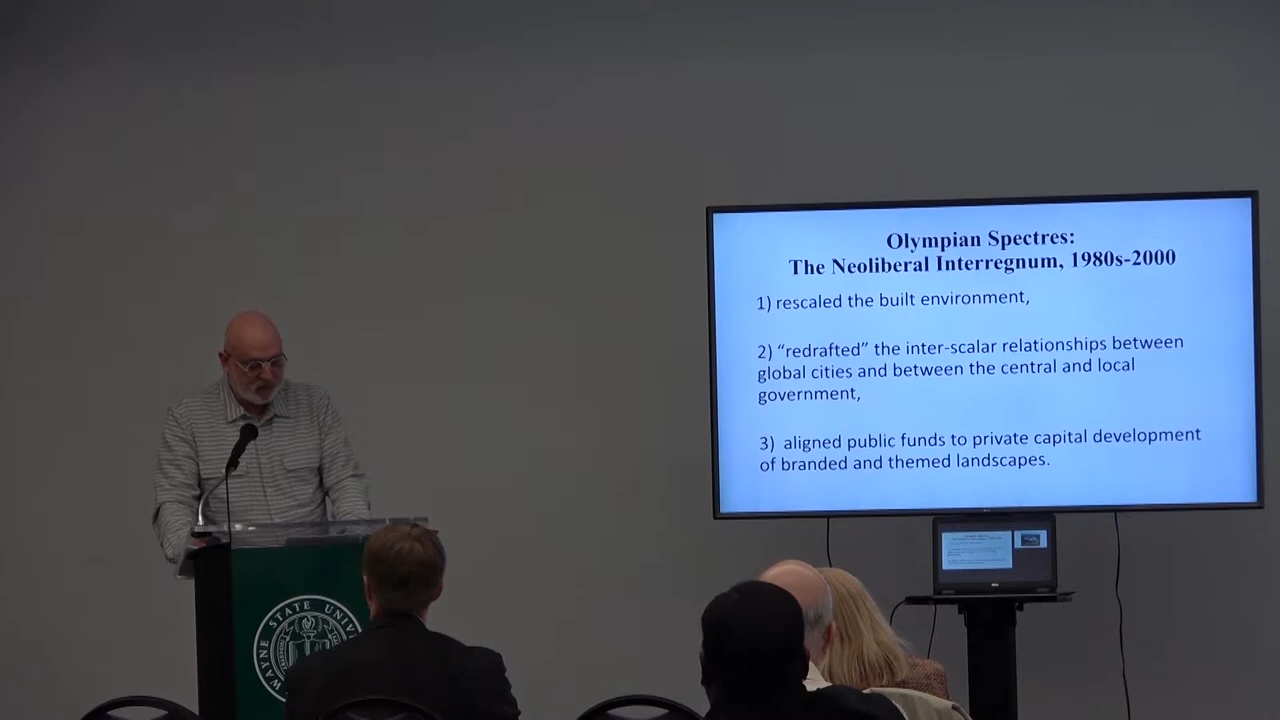 Olympian Spectres:
The Neoliberal Interregnum, 1980s-2000
1) rescaled the built environment,
2) “redrafted” the inter-scalar relationships between
global cities and between the central and local
government,
3) aligned public funds to private capital development
of branded and themed landscapes.
WAYNE STATE UNIV